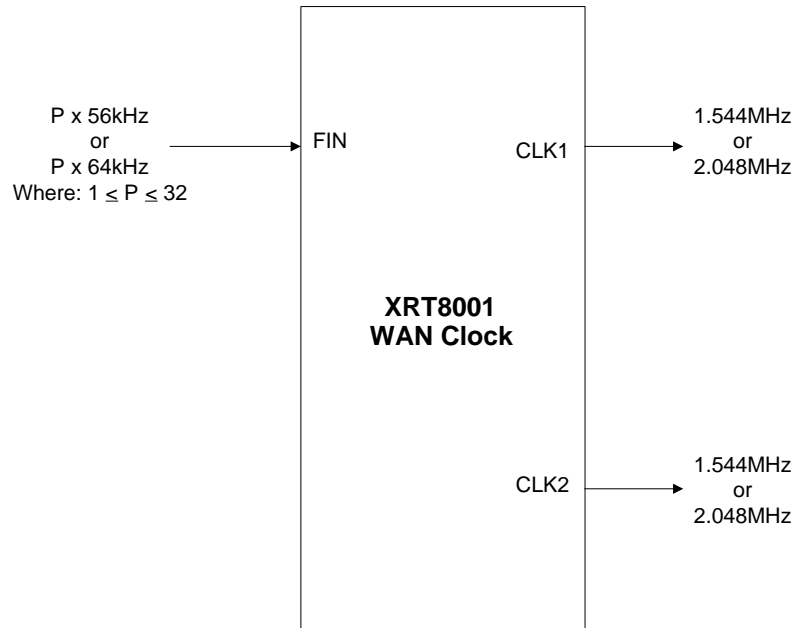 P x 56kHz
or
P x 64kHz
Where: 1 ≤ P ≤ 32
FIN
CLK1
1.544MHz
or
2.048MHz
XRT8001
WAN Clock
CLK2
1.544MHz
or
2.048MHz